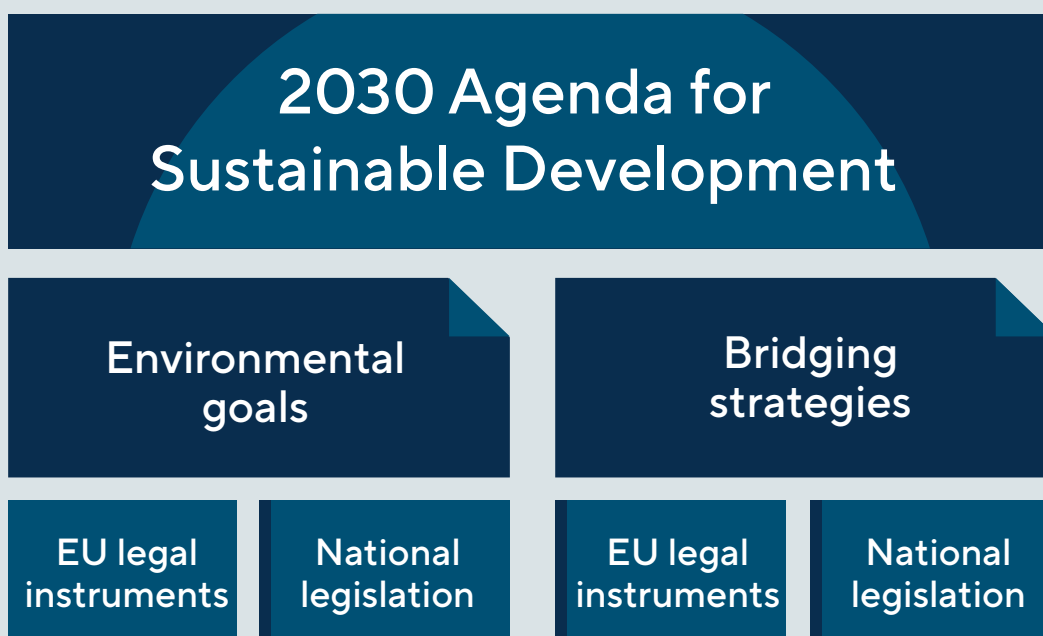 2030 Agenda for
Sustainable Development
Environmental
goals
Bridging
strategies
EU legal
instruments
National
legislation
EU legal
instruments
National
legislation